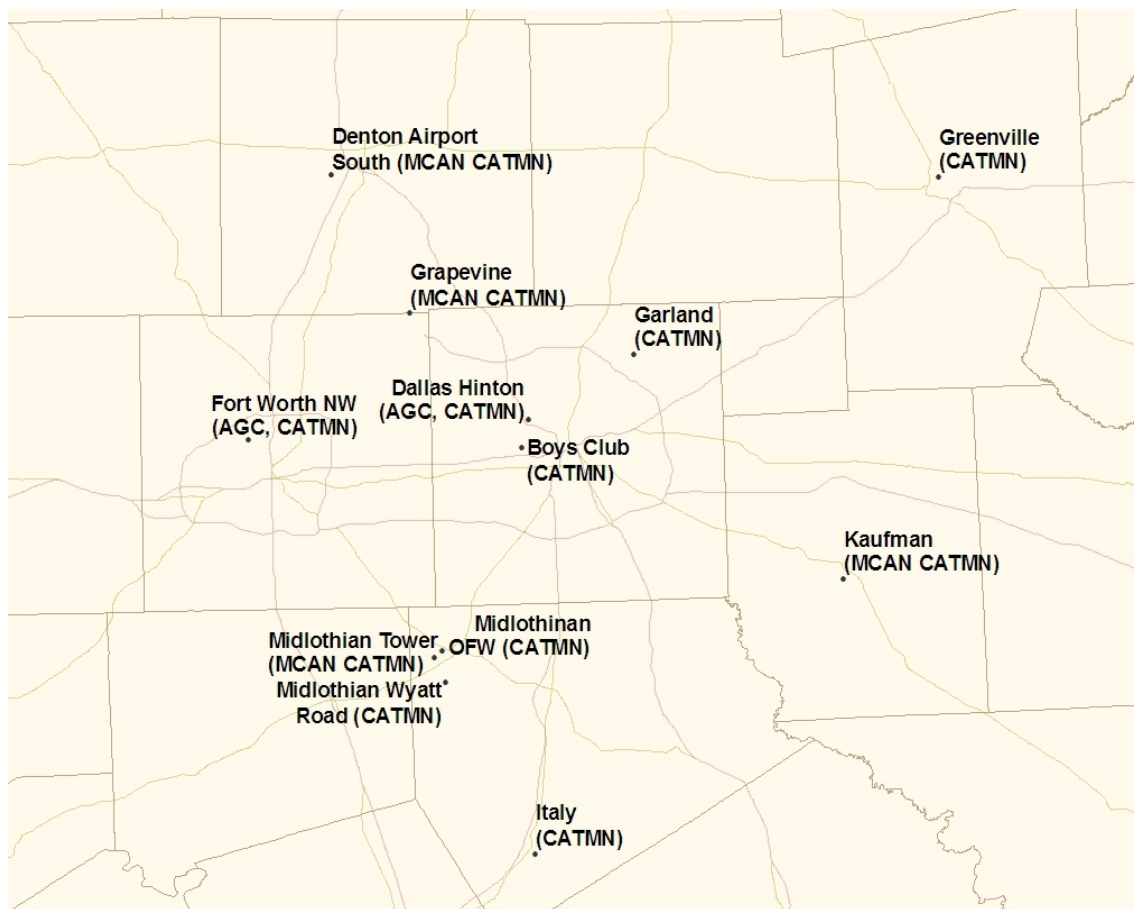 Denton Airport
South (MCAN CATMN)
Greenville
(CATMN)
Grapevine
(MCAN CATMN)
Garland
(CATMN)
Dallas Hinton
(AGC, CATMN)
Fort Worth NW
(AGC, CATMN)
Boys Club
(CATMN)
Kaufman
(MCAN CATMN)
Midlothinan
OFW (CATMN)
Midlothian Tower
(MCAN CATMN)
Midlothian Wyatt
Road (CATMN)
Italy
(CATMN)